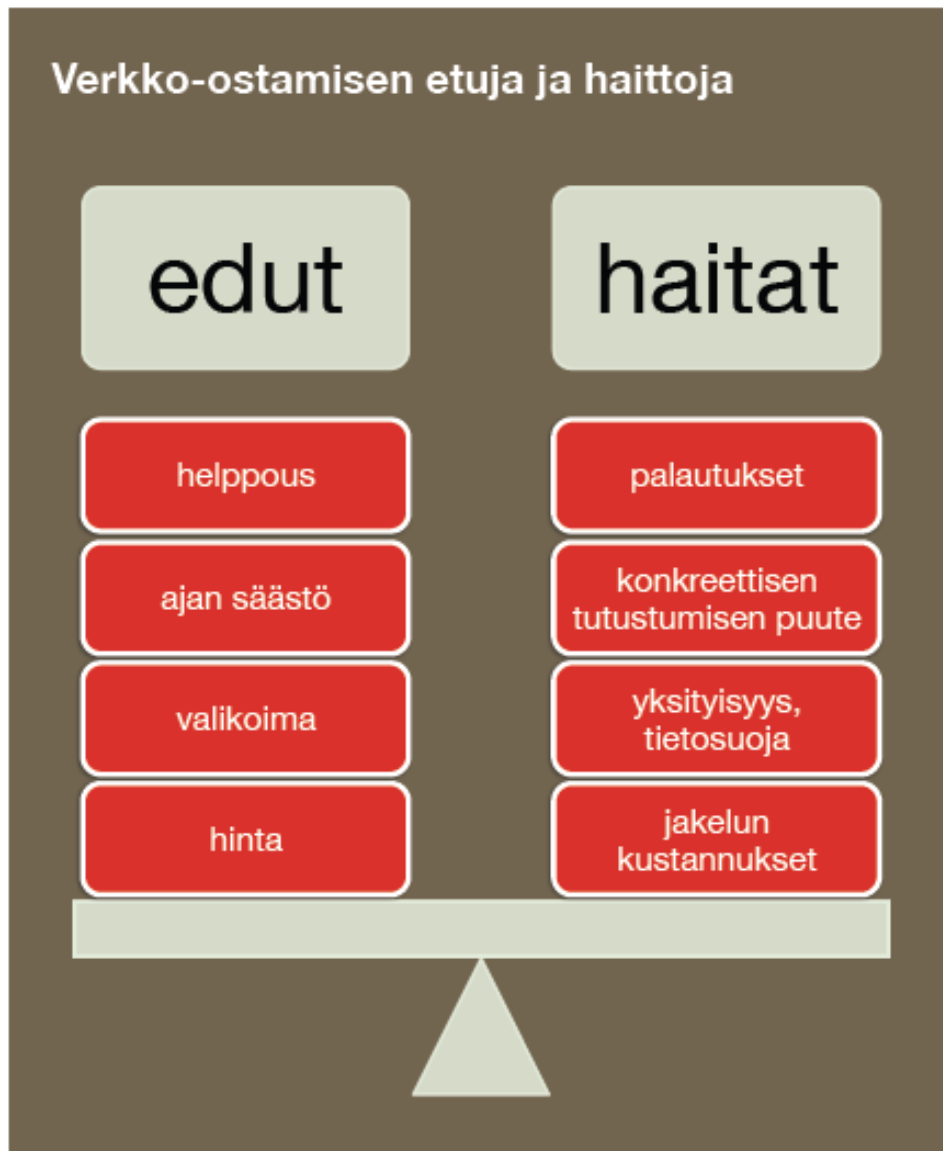 Verkko-ostamisen etuja ja haittoja
edut
haitat
helppous
palautukset
ajan säästö
konkreettisen
tutustumisen puute
valikoima
yksityisyys,
tietosuoja
hinta
jakelun
kustannukset